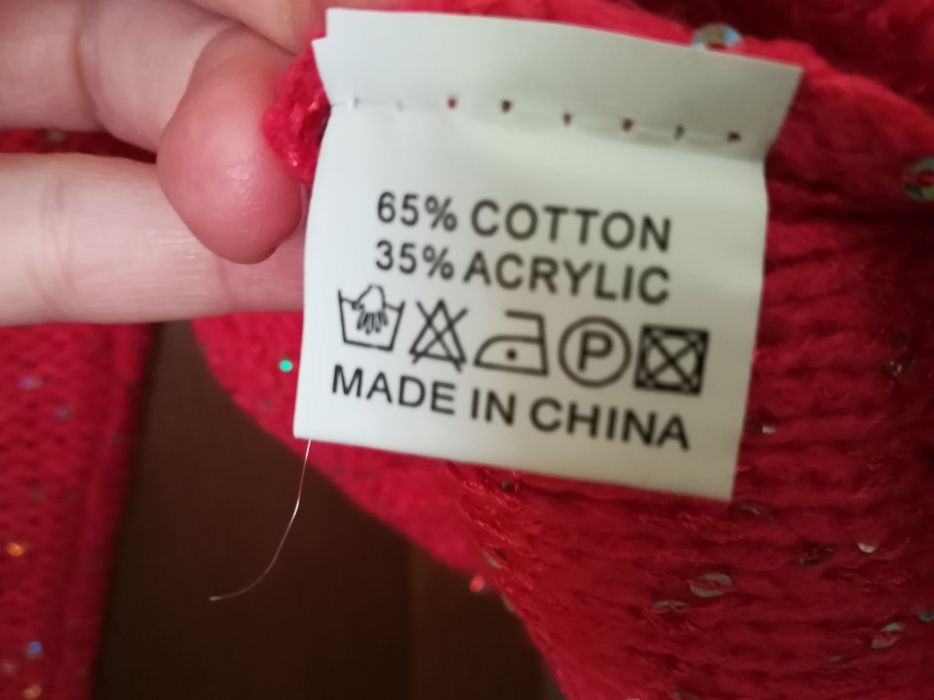 65% COTTON
35% ACRYLIC
P
MADE IN CHINA